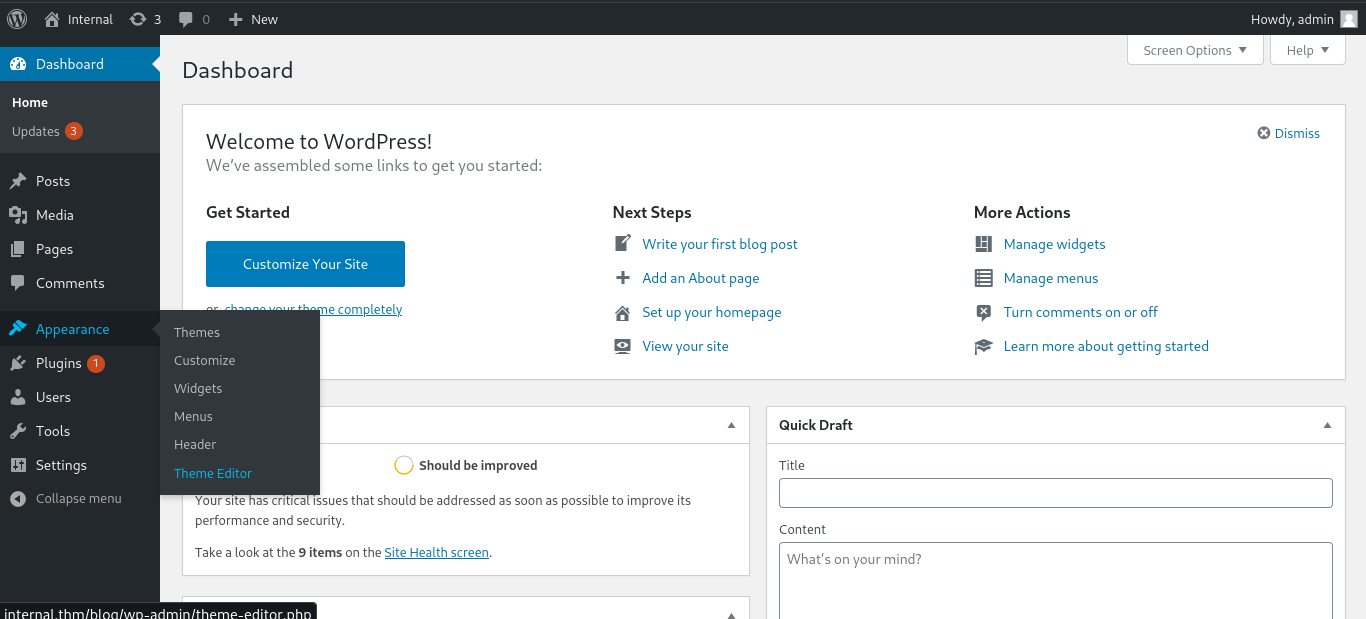 Internal 3 0 New Howdy, admin
Screen Options Help
Dashboard
Home
Updates 3
Posts
Media
Pages
Comments
Appearance
Plugins 1
Users
Tools
Settings
Collapse menu
Themes
Customize
Widgets
Menus
Header
Theme Editor
Dashboard
Welcome to WordPress!
We’ve assembled some links to get you started:
Dismiss
Get Started
Customize Your Site
or, change your theme completely
Next Steps
Write your first blog post
Add an About page
Set up your homepage
View your site
More Actions
Manage widgets
Manage menus
Turn comments on or off
Learn more about getting started
Should be improved
Your site has critical issues that should be addressed as soon as possible to improve its
performance and security.
Take a look at the 9 items on the Site Health screen.
Quick Draft
Title
Content
What’s on your mind?
internal.thm/blog/wp-admin/theme-editor.php